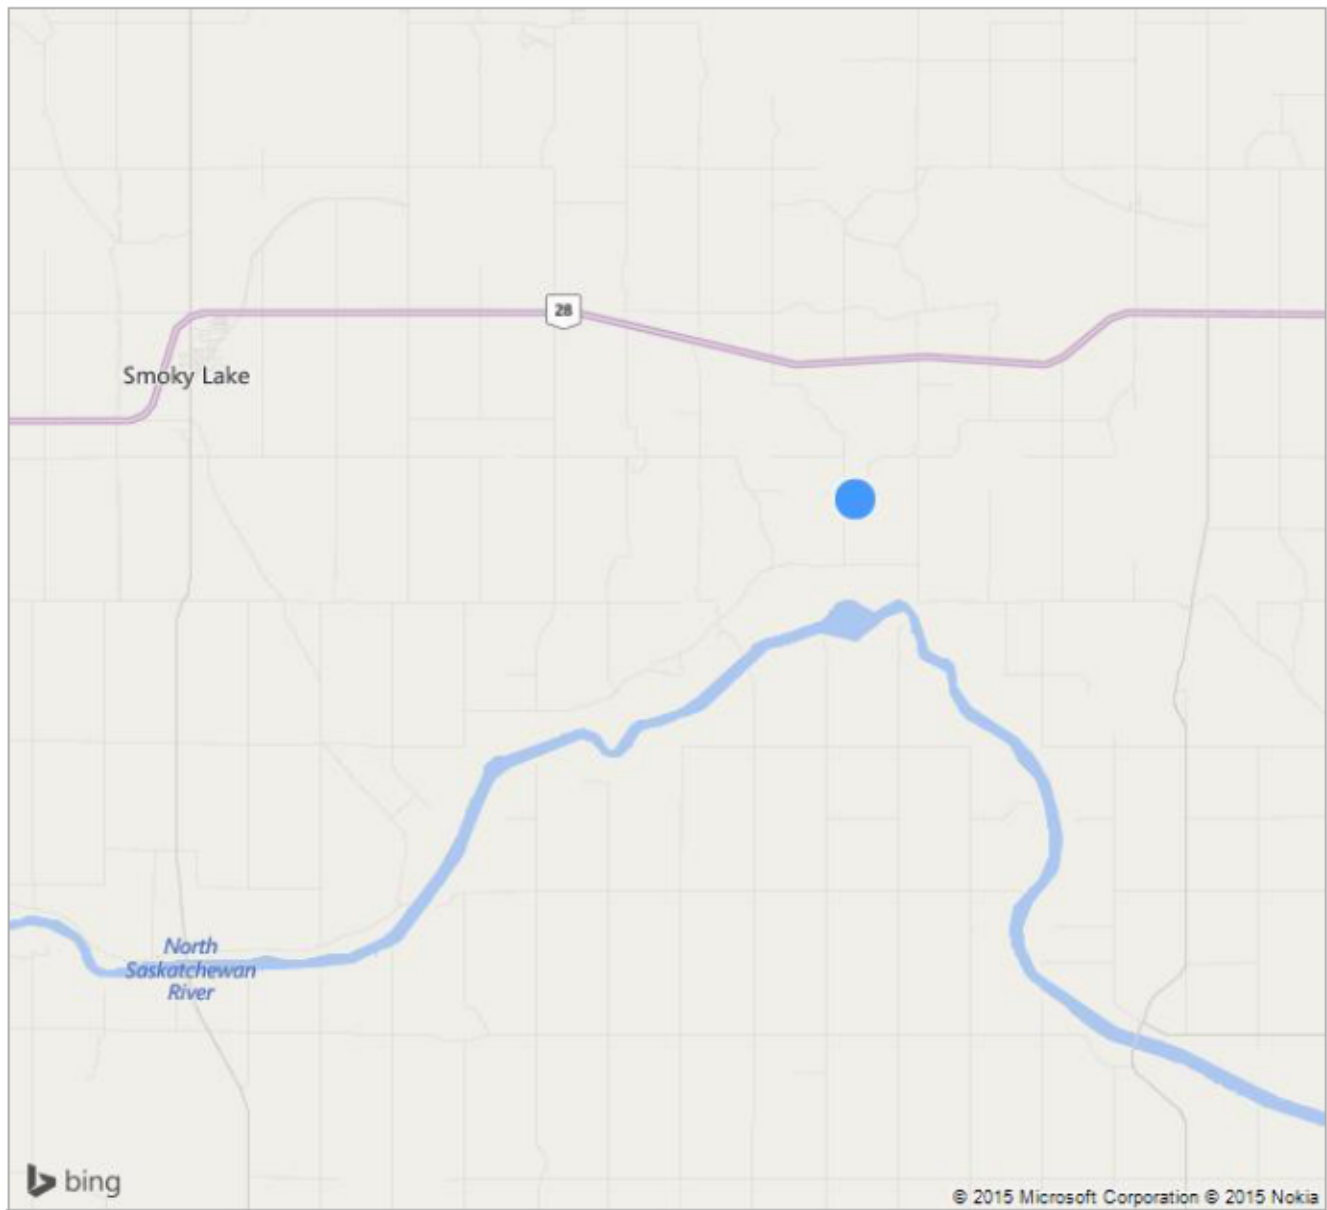 28
Smoky Lake
North
Saskatchewan
River
bing
© 2015 Microsoft Corporation © 2015 Nokia